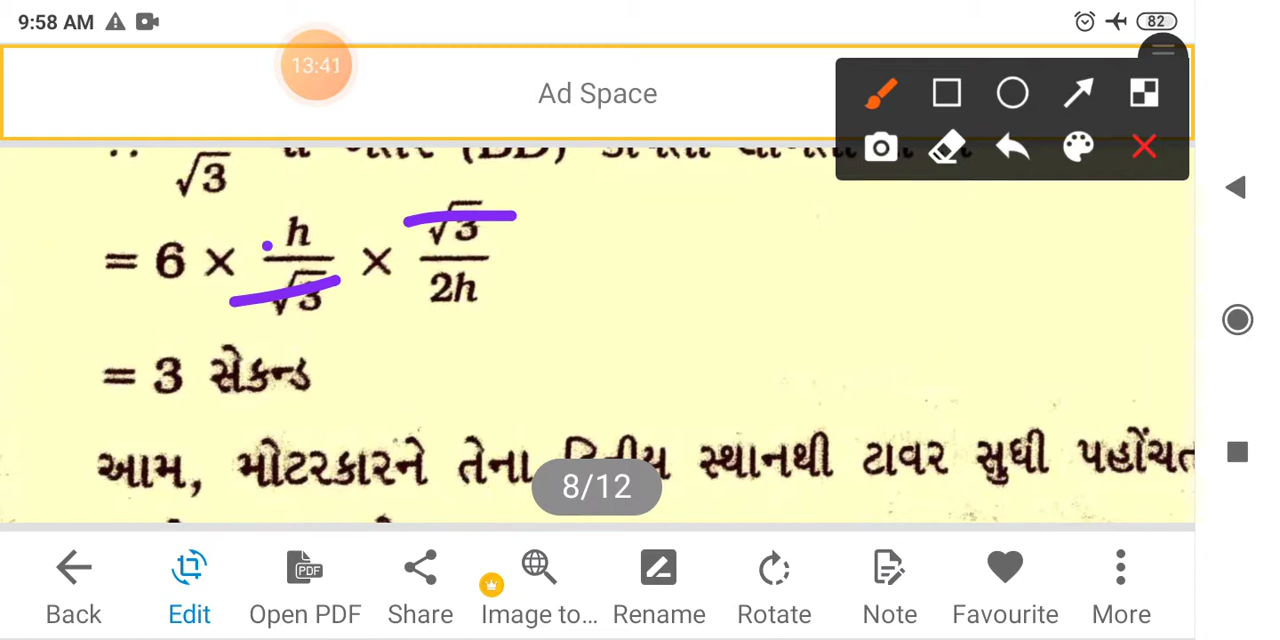 9:58 AM
82
13:41
Ad Space
√3
= 6 × h/√3 × √3/2h
= 3 સેકન્ડ
આમ, મોટરકારને તેના દ્વિતીય સ્થાનથી ટાવર સુધી પહોંચત
8/12
Back Edit Open PDF Share Image to... Rename Rotate Note Favourite More
PDF